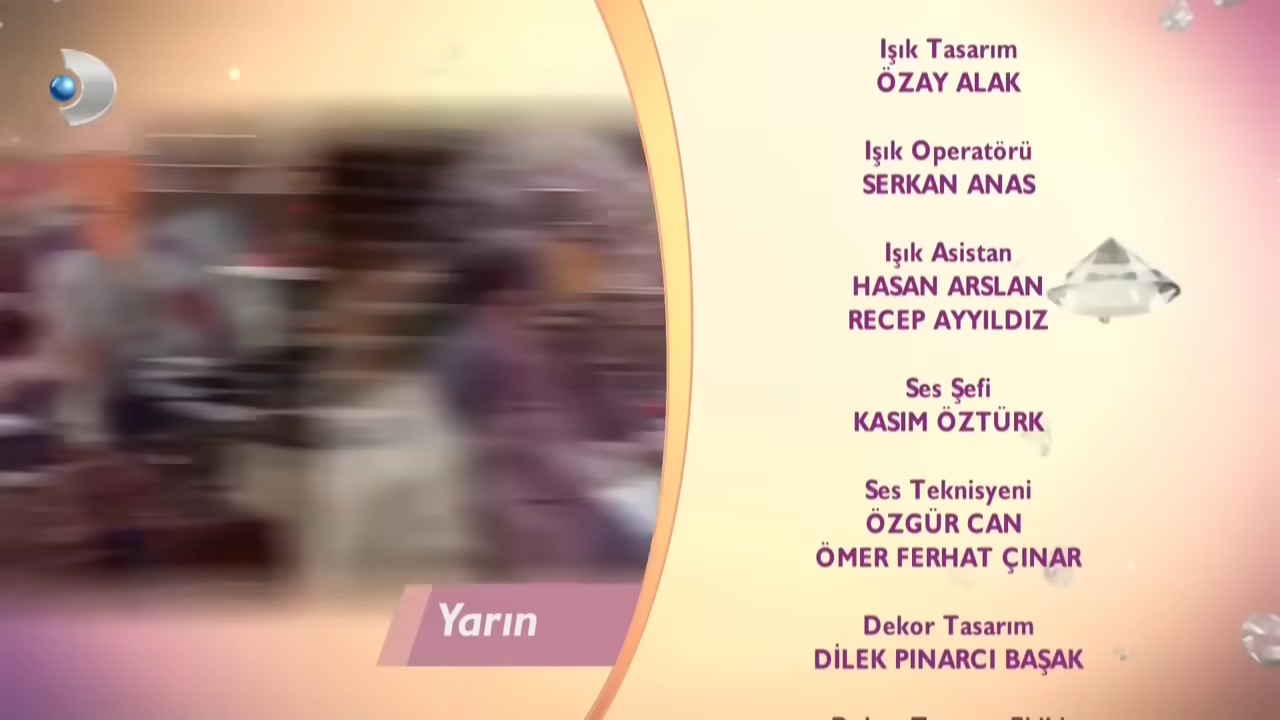 Işık Tasarım
ÖZAY ALAK
Işık Operatörü
SERKAN ANAS
Işık Asistan
HASAN ARSLAN
RECEP AYYILDIZ
Ses Şefi
KASIM ÖZTÜRK
Ses Teknisyeni
ÖZGÜR CAN
ÖMER FERHAT ÇINAR
Dekor Tasarım
DİLEK PINARCI BAŞAK
Yarın